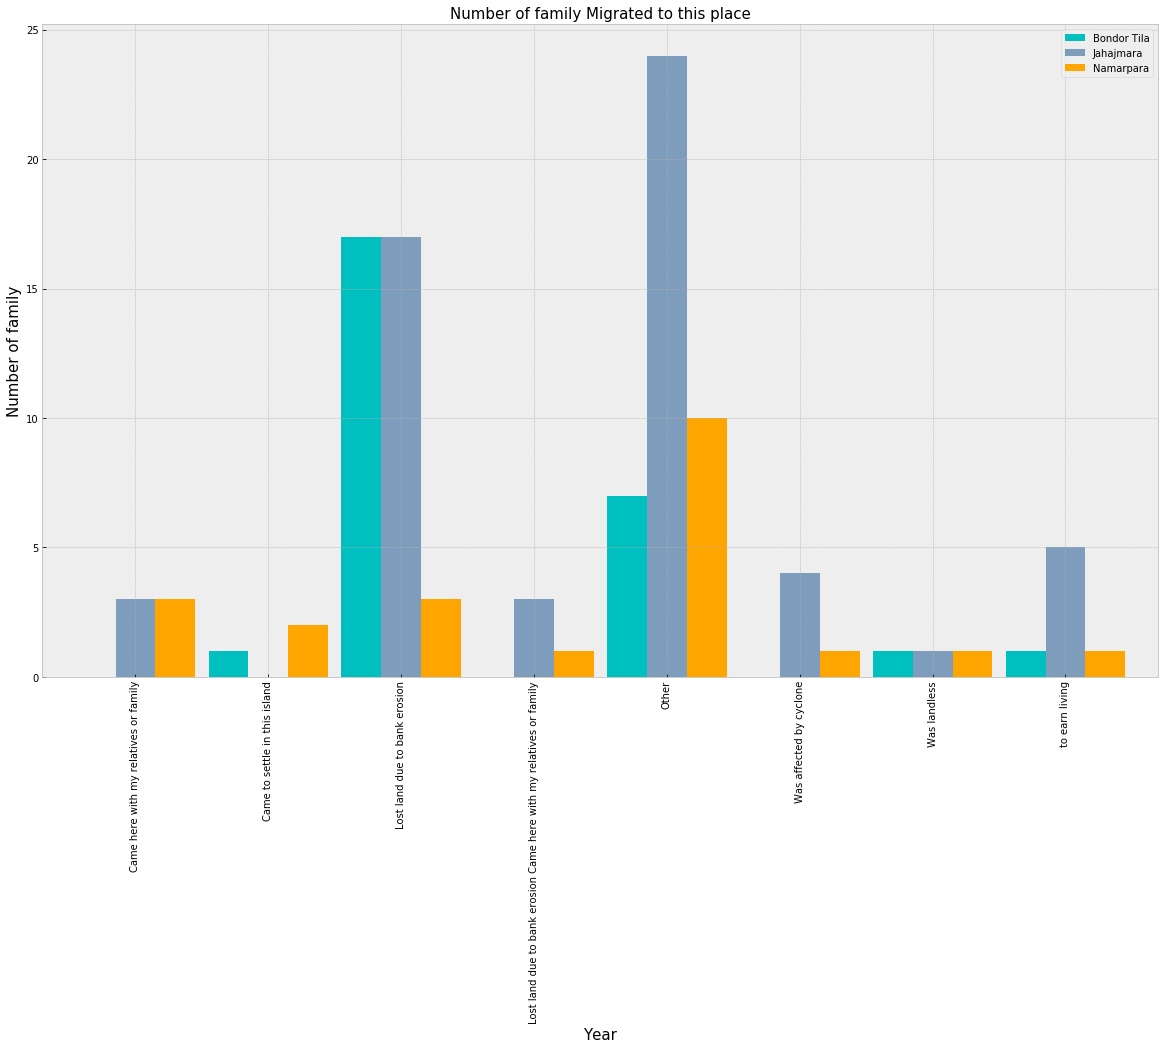 Number of family Migrated to this place
Bondor Tila
Jahajmara
Namarpara
Number of family
25
20
15
10
5
0
Came here with my relatives or family
Came to settle in this island
Lost land due to bank erosion
Lost land due to bank erosion Came here with my relatives or family
Other
Was affected by cyclone
Was landless
to earn living
Year